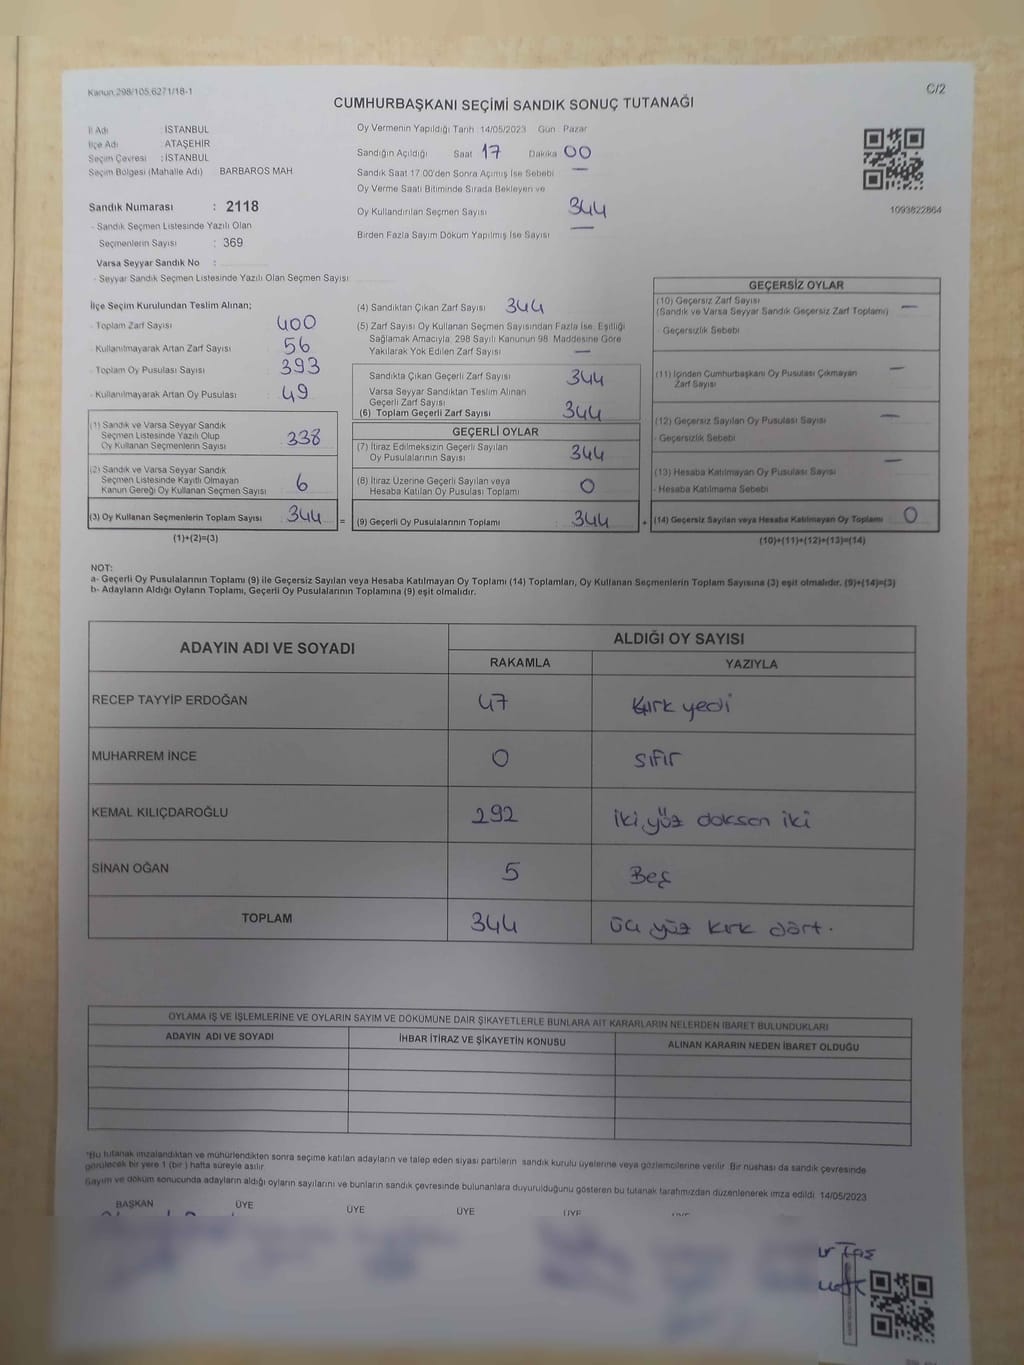 Kanun.298/105,6271/18-1
C/2
CUMHURBAŞKANI SEÇİMİ SANDIK SONUÇ TUTANAĞI
İl Adı : İSTANBUL
İlçe Adı : ATAŞEHİR
Seçim Çevresi : İSTANBUL
Seçim Bölgesi (Mahalle Adı) BARBAROS MAH
Sandık Numarası : 2118
- Sandık Seçmen Listesinde Yazılı Olan
Seçmenlerin Sayısı : 369
Varsa Seyyar Sandık No :
- Seyyar Sandık Seçmen Listesinde Yazılı Olan Seçmen Sayısı
Oy Vermenin Yapıldığı Tarih 14/05/2023 Gün Pazar
Sandığın Açıldığı Saat 17 Dakika 00
Sandık Saat 17.00'den Sonra Açımış İse Sebebi —
Oy Verme Saati Bitiminde Sırada Bekleyen ve
Oy Kullandırılan Seçmen Sayısı 344
Birden Fazla Sayım Döküm Yapılmış İse Sayısı —
1093822864
İlçe Seçim Kurulundan Teslim Alınan;
- Toplam Zarf Sayısı 400
- Kullanılmayarak Artan Zarf Sayısı 56
- Toplam Oy Pusulası Sayısı 393
- Kullanılmayarak Artan Oy Pusulası 49
(1) Sandık ve Varsa Seyyar Sandık
Seçmen Listesinde Yazılı Olup
Oy Kullanan Seçmenlerin Sayısı 338
(2) Sandık ve Varsa Seyyar Sandık
Seçmen Listesinde Kayıtlı Olmayan
Kanun Gereği Oy Kullanan Seçmen Sayısı 6
(3) Oy Kullanan Seçmenlerin Toplam Sayısı 344 =
(1)+(2)=(3)
(4) Sandıktan Çıkan Zarf Sayısı 344
(5) Zarf Sayısı Oy Kullanan Seçmen Sayısından Fazla İse, Eşitliği
Sağlamak Amacıyla, 298 Sayılı Kanunun 98. Maddesine Göre
Yakılarak Yok Edilen Zarf Sayısı —
Sandıkta Çıkan Geçerli Zarf Sayısı 344
Varsa Seyyar Sandıktan Teslim Alınan
Geçerli Zarf Sayısı
(6) Toplam Geçerli Zarf Sayısı 344
GEÇERLİ OYLAR
(7) İtiraz Edilmeksizin Geçerli Sayılan
Oy Pusulalarının Sayısı 344
(8) İtiraz Üzerine Geçerli Sayılan veya
Hesaba Katılan Oy Pusulası Toplamı 0
(9) Geçerli Oy Pusulalarının Toplamı : 344 +
GEÇERSİZ OYLAR
(10) Geçersiz Zarf Sayısı
(Sandık ve Varsa Seyyar Sandık Geçersiz Zarf Toplamı) —
- Geçersizlik Sebebi
(11) İçinden Cumhurbaşkanı Oy Pusulası Çıkmayan
Zarf Sayısı —
(12) Geçersiz Sayılan Oy Pusulası Sayısı —
- Geçersizlik Sebebi
(13) Hesaba Katılmayan Oy Pusulası Sayısı —
- Hesaba Katılmama Sebebi
(14) Geçersiz Sayılan veya Hesaba Katılmayan Oy Toplamı 0
(10)+(11)+(12)+(13)=(14)
NOT:
a- Geçerli Oy Pusulalarının Toplamı (9) ile Geçersiz Sayılan veya Hesaba Katılmayan Oy Toplamı (14) Toplamları, Oy Kullanan Seçmenlerin Toplam Sayısına (3) eşit olmalıdır. (9)+(14)=(3)
b- Adayların Aldığı Oyların Toplamı, Geçerli Oy Pusulalarının Toplamına (9) eşit olmalıdır.
ADAYIN ADI VE SOYADI
ALDIĞI OY SAYISI
RAKAMLA YAZIYLA
RECEP TAYYİP ERDOĞAN 47 Kırk yedi
MUHARREM İNCE 0 sıfır
KEMAL KILIÇDAROĞLU 292 iki yüz doksan iki
SİNAN OĞAN 5 Beş
TOPLAM 344 üç yüz kırk dört.
OYLAMA İŞ VE İŞLEMLERİNE VE OYLARIN SAYIM VE DÖKÜMÜNE DAİR ŞİKAYETLERLE BUNLARA AİT KARARLARIN NELERDEN İBARET BULUNDUKLARI
ADAYIN ADI VE SOYADI İHBAR İTİRAZ VE ŞİKAYETİN KONUSU ALINAN KARARIN NEDEN İBARET OLDUĞU
*Bu tutanak imzalandıktan ve mühürlendikten sonra seçime katılan adayların ve talep eden siyasi partilerin sandık kurulu üyelerine veya gözlemcilerine verilir. Bir nüshası da sandık çevresinde
görülecek bir yere 1 (bir) hafta süreyle asılır.
Sayım ve döküm sonucunda adayların aldığı oyların sayılarını ve bunların sandık çevresinde bulunanlara duyurulduğunu gösteren bu tutanak tarafımızdan düzenlenerek imza edildi. 14/05/2023
BAŞKAN ÜYE ÜYE ÜYE ÜYE